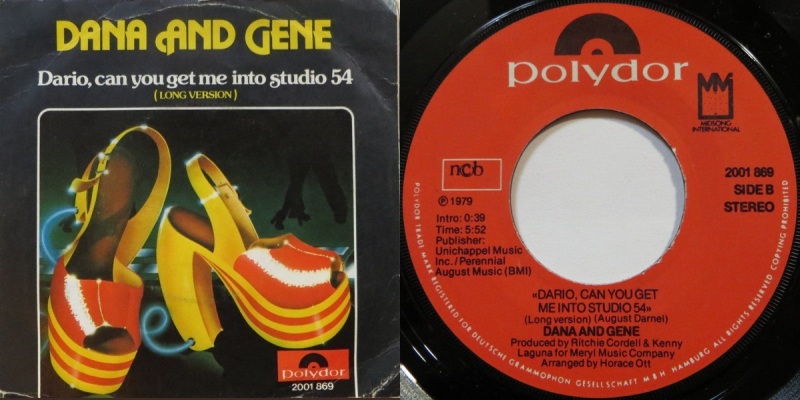 DANA AND GENE
Dario, can you get me into studio 54
(LONG VERSION)
polydor
2001 869
polydor
MM
MIDSONG
INTERNATIONAL
ncb
2001 869
SIDE B
STEREO
℗ 1979
Intro: 0:39
Time: 5:52
Publisher:
Unichappel Music
Inc. / Perennial
August Music (BMI)
«DARIO, CAN YOU GET
ME INTO STUDIO 54»
(Long version) (August Darnel)
DANA AND GENE
Produced by Ritchie Cordell & Kenny
Laguna for Meryl Music Company
Arranged by Horace Ott
POLYDOR TRADE MARK REGISTERED FOR DEUTSCHE GRAMMOPHON GESELLSCHAFT M B H HAMBURG ALL RIGHTS RESERVED COPYING PROHIBITED